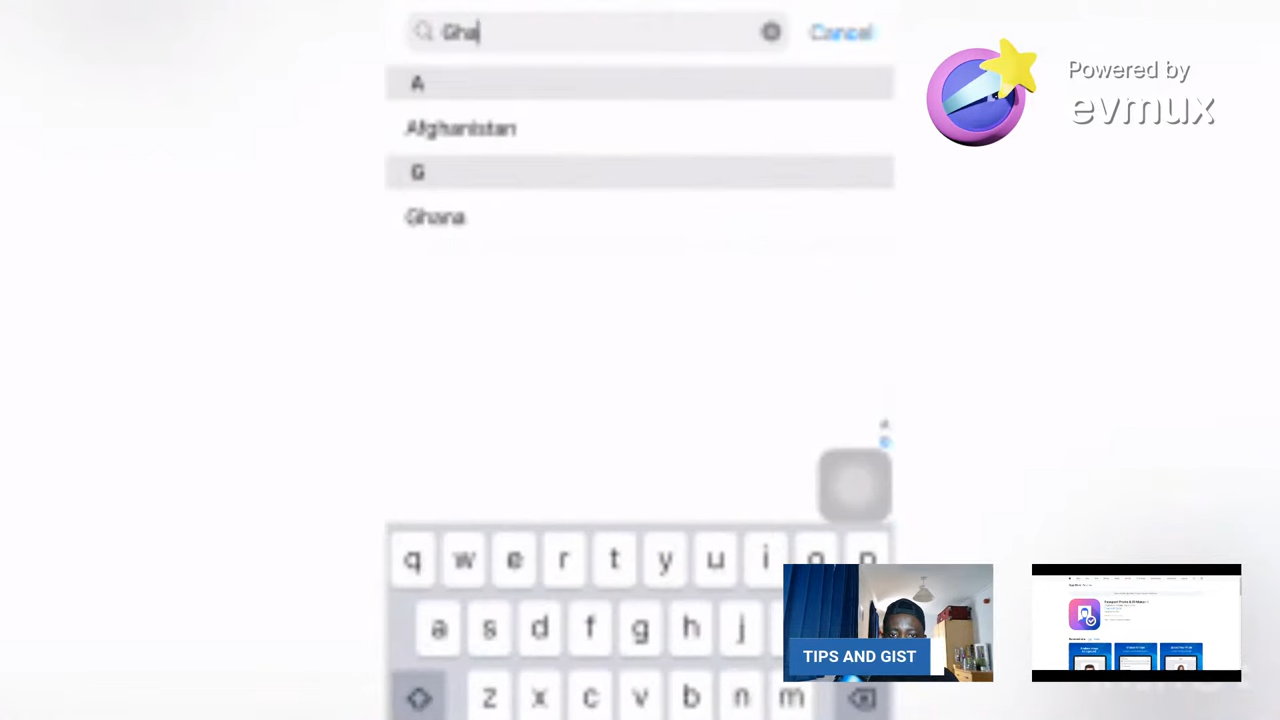 Gha
Cancel
A
Afghanistan
G
Ghana
Powered by
evmux
q w e r t y u i o p
a s d f g h j
z x c v b n m
TIPS AND GIST